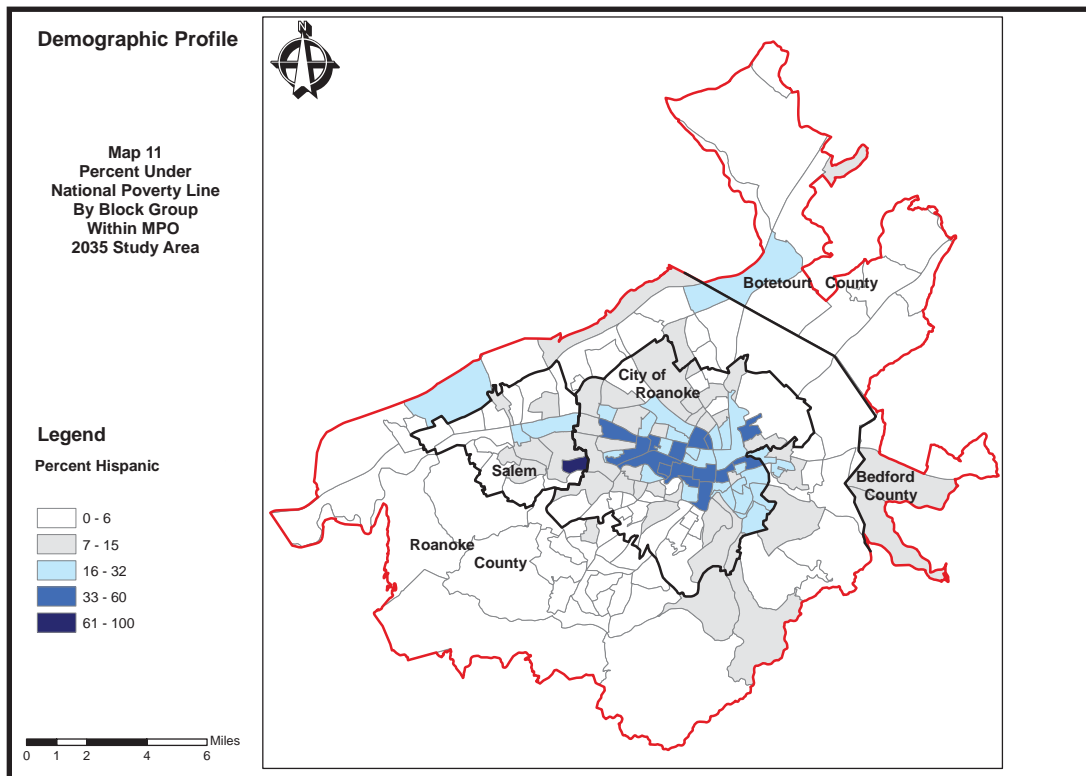 Demographic Profile
N
Map 11
Percent Under
National Poverty Line
By Block Group
Within MPO
2035 Study Area
Botetourt County
City of
Roanoke
Salem
Bedford
County
Roanoke
County
Legend
Percent Hispanic
0 - 6
7 - 15
16 - 32
33 - 60
61 - 100
Miles
0 1 2 4 6